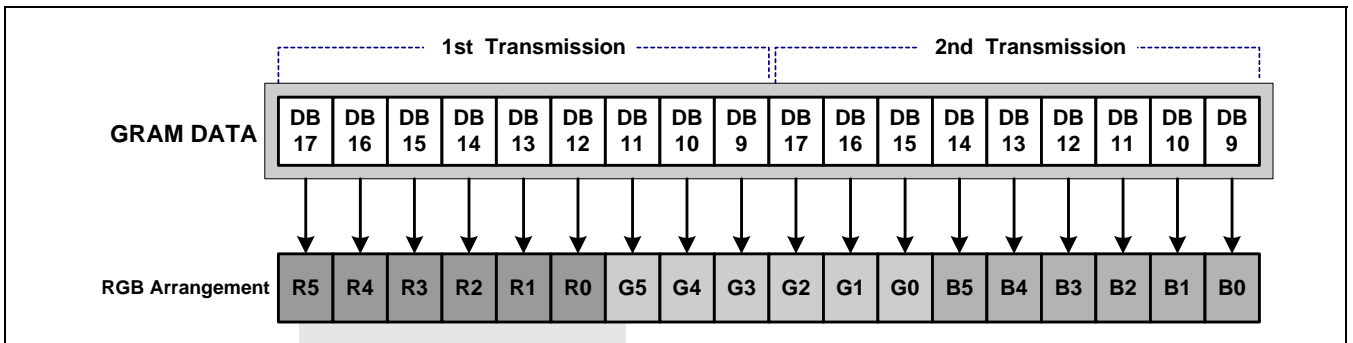 1st Transmission 2nd Transmission
GRAM DATA DB 17 DB 16 DB 15 DB 14 DB 13 DB 12 DB 11 DB 10 DB 9 DB 17 DB 16 DB 15 DB 14 DB 13 DB 12 DB 11 DB 10 DB 9
RGB Arrangement R5 R4 R3 R2 R1 R0 G5 G4 G3 G2 G1 G0 B5 B4 B3 B2 B1 B0